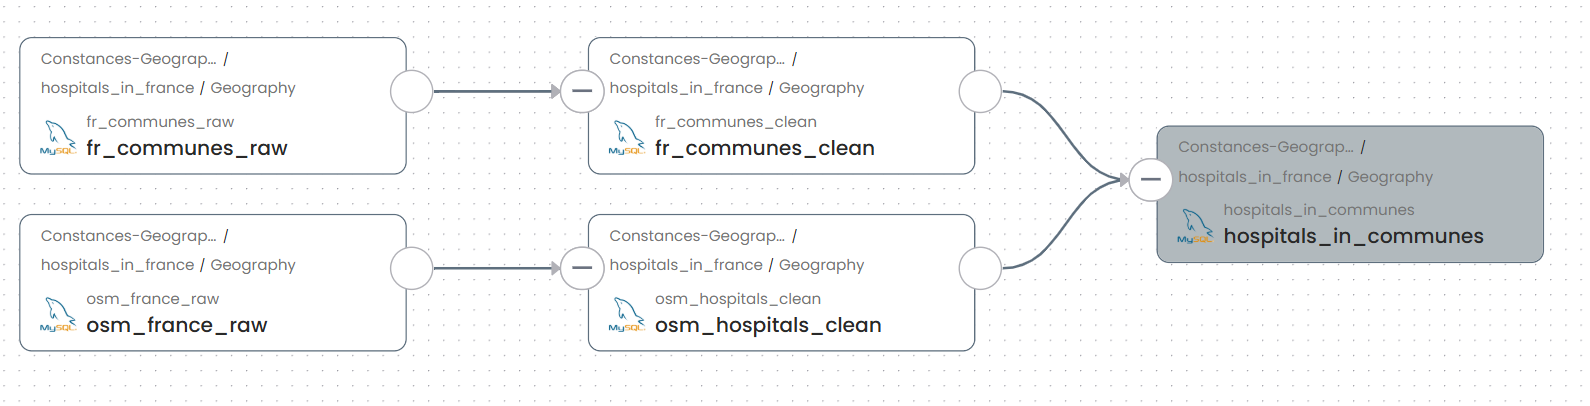 Constances-Geograp... /
hospitals_in_france / Geography
fr_communes_raw
MySQL
fr_communes_raw
Constances-Geograp... /
hospitals_in_france / Geography
fr_communes_clean
MySQL
fr_communes_clean
Constances-Geograp... /
hospitals_in_france / Geography
osm_france_raw
MySQL
osm_france_raw
Constances-Geograp... /
hospitals_in_france / Geography
osm_hospitals_clean
MySQL
osm_hospitals_clean
Constances-Geograp... /
hospitals_in_france / Geography
hospitals_in_communes
MySQL
hospitals_in_communes